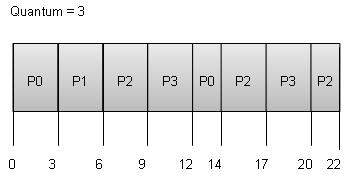 Quantum = 3
P0 P1 P2 P3 P0 P2 P3 P2
0 3 6 9 12 14 17 20 22